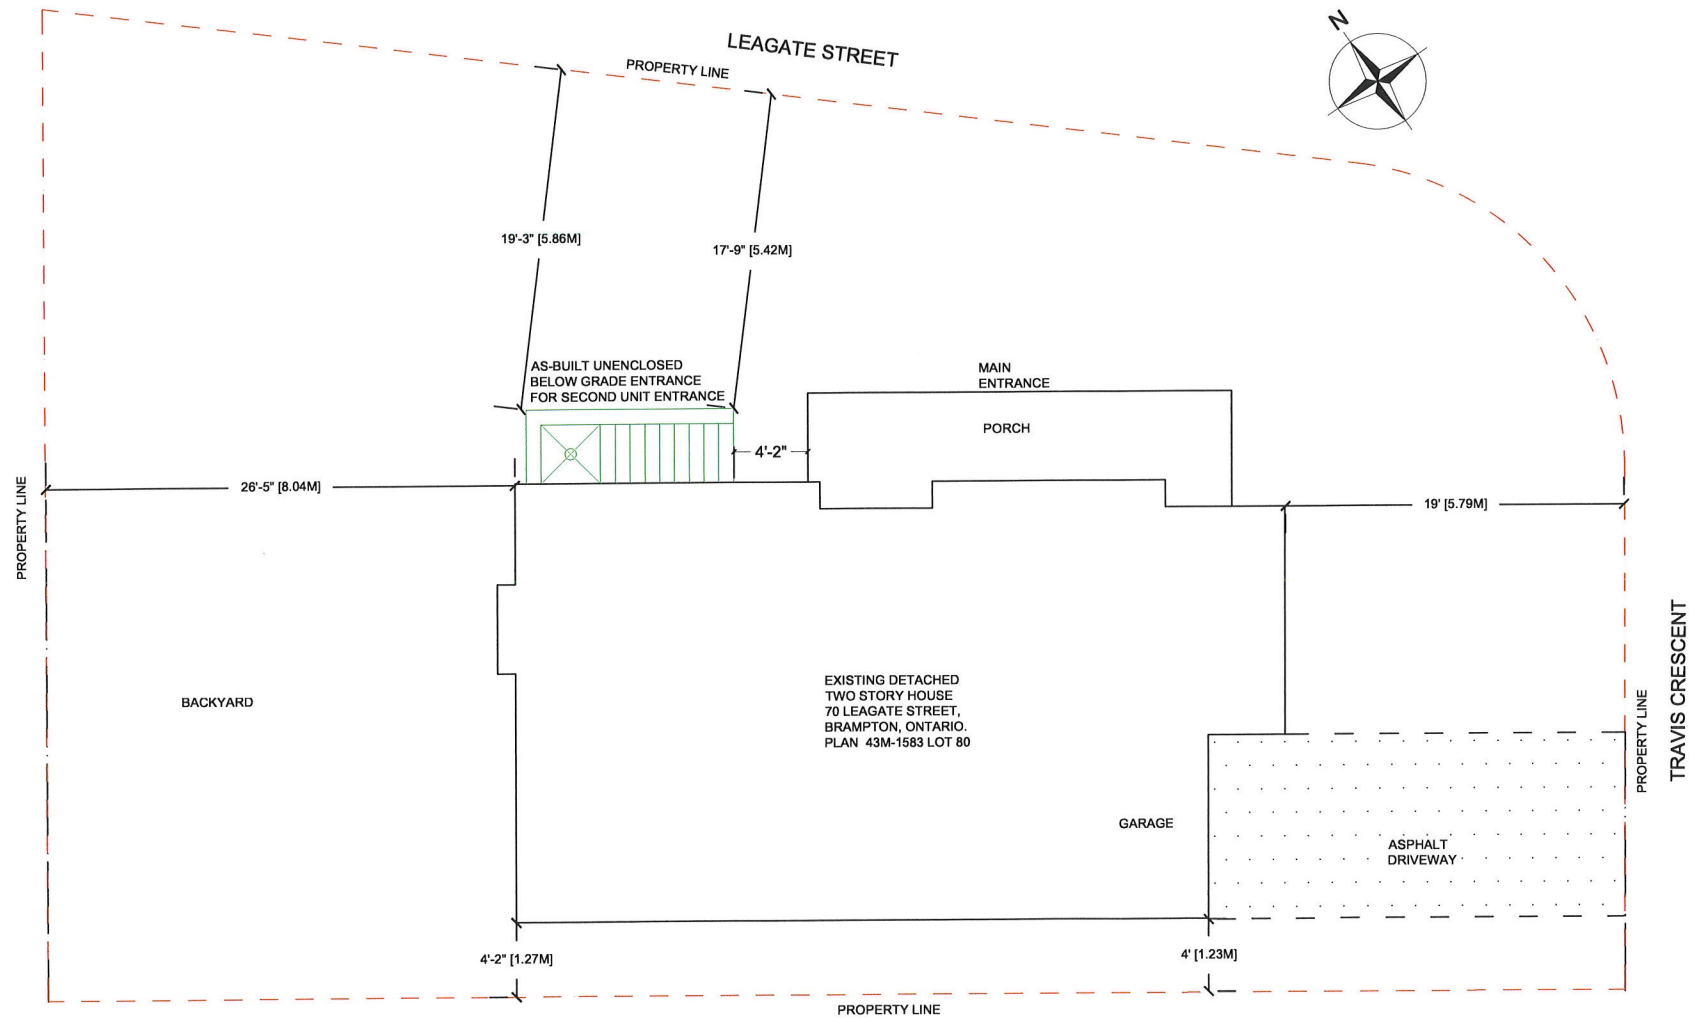 N
LEAGATE STREET
PROPERTY LINE
19'-3" [5.86M]
17'-9" [5.42M]
AS-BUILT UNENCLOSED
BELOW GRADE ENTRANCE
FOR SECOND UNIT ENTRANCE
MAIN
ENTRANCE
PORCH
4'-2"
26'-5" [8.04M]
19' [5.79M]
PROPERTY LINE
BACKYARD
EXISTING DETACHED
TWO STORY HOUSE
70 LEAGATE STREET,
BRAMPTON, ONTARIO.
PLAN 43M-1583 LOT 80
PROPERTY LINE
TRAVIS CRESCENT
GARAGE
ASPHALT
DRIVEWAY
4'-2" [1.27M]
4' [1.23M]
PROPERTY LINE